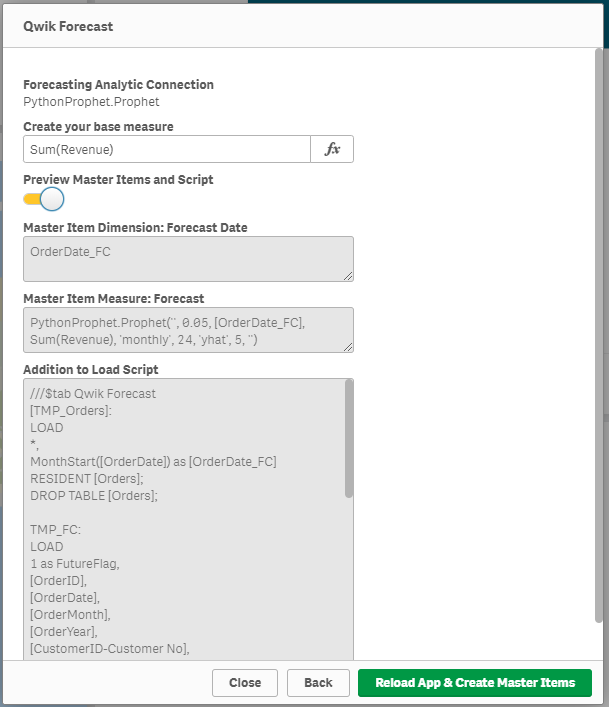 Qwik Forecast
Forecasting Analytic Connection
PythonProphet.Prophet
Create your base measure
Sum(Revenue)
fx
Preview Master Items and Script
Master Item Dimension: Forecast Date
OrderDate_FC
Master Item Measure: Forecast
PythonProphet.Prophet('', 0.05, [OrderDate_FC],
Sum(Revenue), 'monthly', 24, 'yhat', 5, '')
Addition to Load Script
///$tab Qwik Forecast
[TMP_Orders]:
LOAD
*,
MonthStart([OrderDate]) as [OrderDate_FC]
RESIDENT [Orders];
DROP TABLE [Orders];
TMP_FC:
LOAD
1 as FutureFlag,
[OrderID],
[OrderDate],
[OrderMonth],
[OrderYear],
[CustomerID-Customer No],
Close
Back
Reload App & Create Master Items